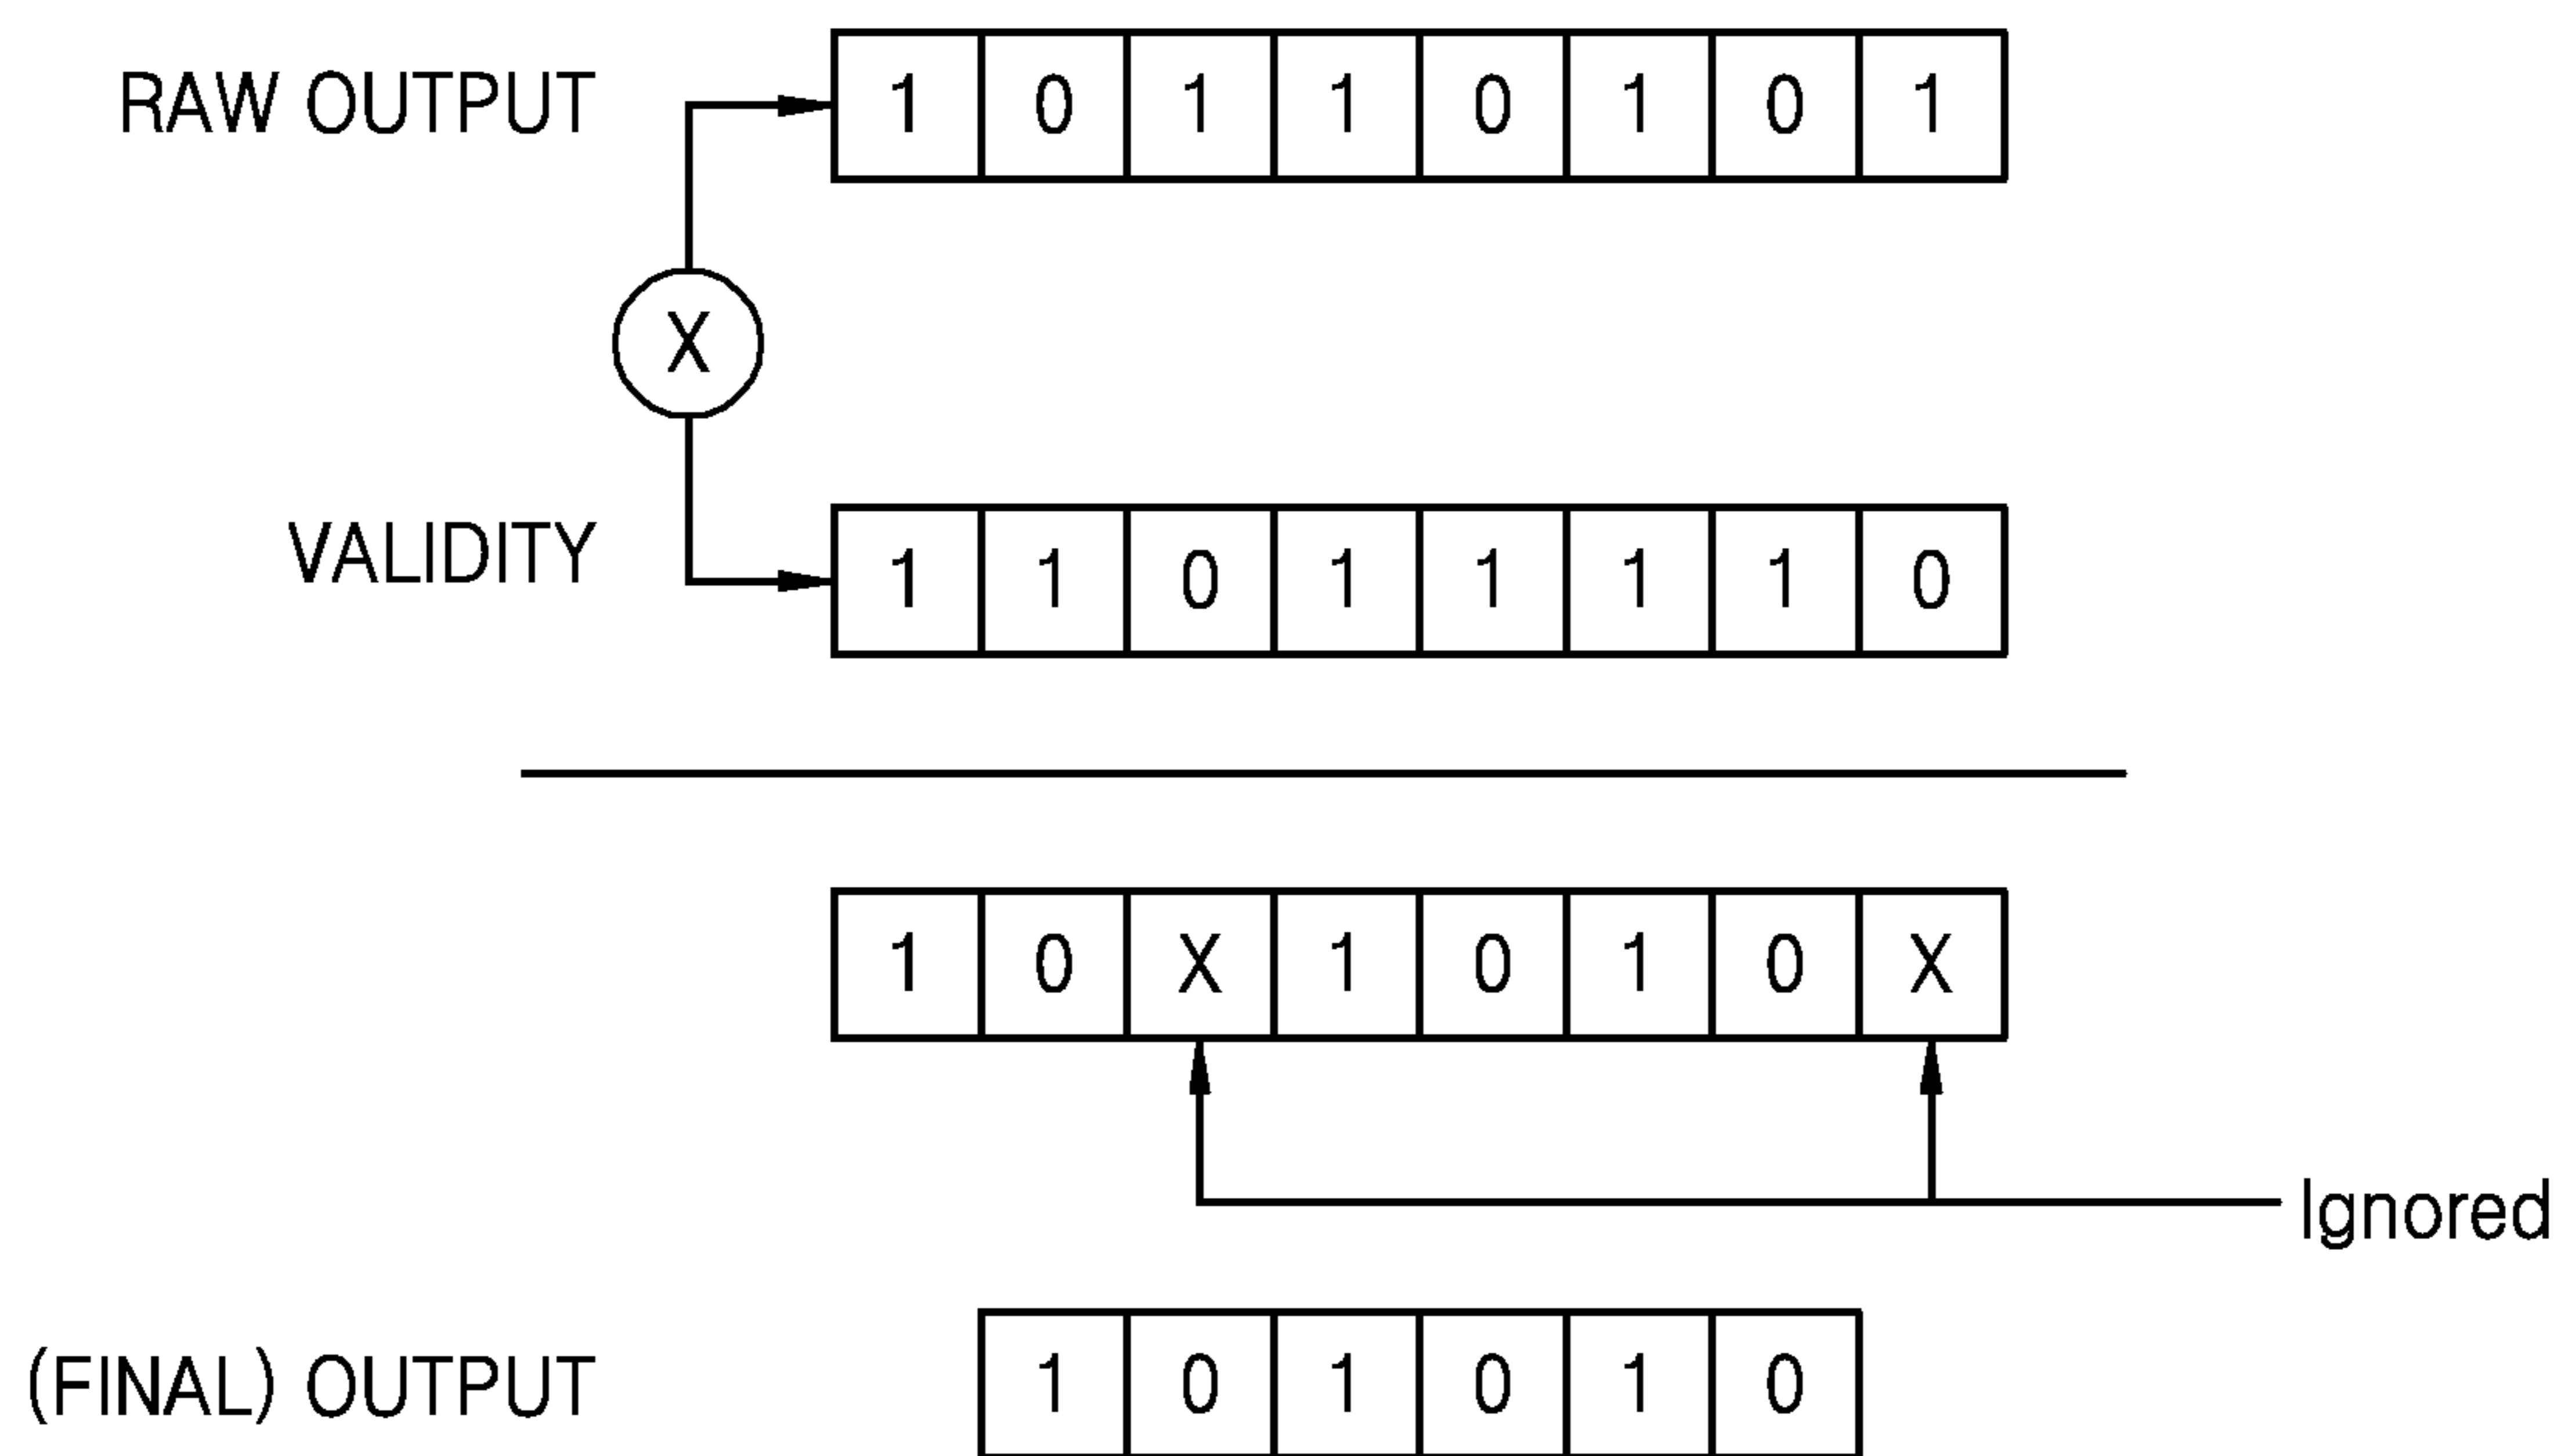 RAW OUTPUT 1 0 1 1 0 1 0 1
X
VALIDITY 1 1 0 1 1 1 1 0
1 0 X 1 0 1 0 X
Ignored
(FINAL) OUTPUT 1 0 1 0 1 0